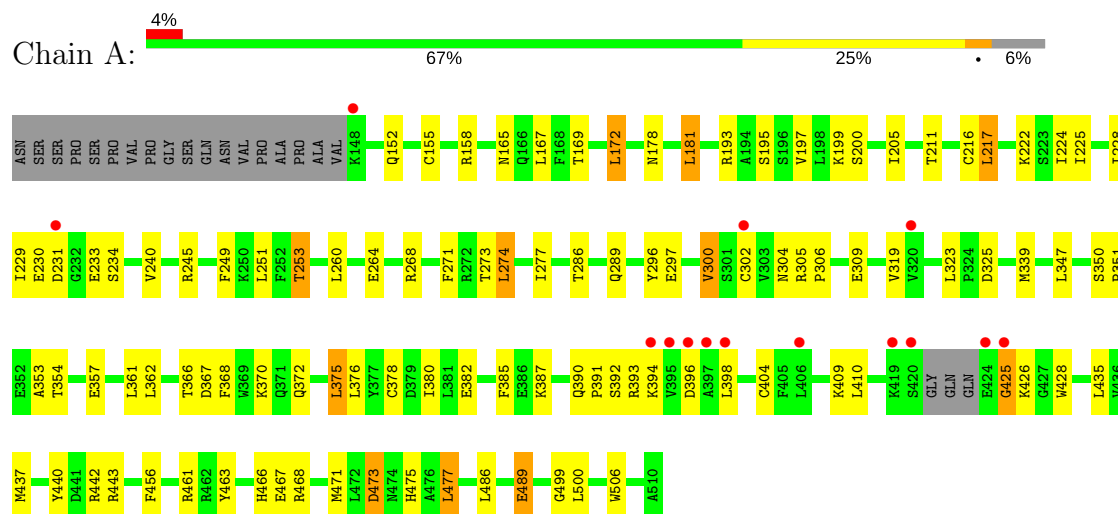 4%
Chain A:
67% 25% • 6%
ASN SER SER PRO SER PRO VAL PRO GLY SER GLN ASN VAL PRO ALA PRO ALA VAL K148 Q152 C155 R158 N165 Q166 L167 F168 T169 L172 N178 L181 R193 A194 S195 S196 V197 L198 K199 S200 I205 T211 C216 L217 K222 S223 I224 I225
I229 E230 D231 G232 E233 S234 V240 R245 F249 K250 L251 F252 T253 L260 E264 R268 F271 R272 T273 L274 I277 T286 Q289 Y296 E297 V300 S301 C302 V303 N304 R305 P306 E309 V319 V320 L323 P324 D325 M339 L347 S350
E352 A353 T354 E357 L361 L362 T366 D367 F368 W369 K370 Q371 Q372 L375 L376 Y377 C378 D379 I380 L381 E382 F385 E386 K387 Q390 P391 S392 R393 K394 V395 D396 A397 L398 C404 F405 L406 K409 L410 K419 S420 GLY GLN GLN E424 G425 K426 G427 W428 L435
M437 Y440 D441 R442 R443 F456 R461 R462 Y463 H466 E467 R468 M471 L472 D473 N474 H475 A476 L477 L486 E489 G499 L500 W506 A510